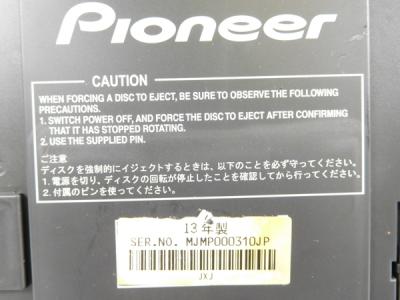 Pioneer
CAUTION
WHEN FORCING A DISC TO EJECT, BE SURE TO OBSERVE THE FOLLOWING
PRECAUTIONS.
1. SWITCH POWER OFF, AND FORCE THE DISC TO EJECT AFTER CONFIRMING
THAT IT HAS STOPPED ROTATING.
2. USE THE SUPPLIED PIN.
ご注意
ディスクを強制的にイジェクトするときは、以下のことを必ず守ってください。
1. 電源を切り、ディスクの回転が停止したことを確認してから行ってください。
2. 付属のピンを使ってください。
13年製
SER.NO. MJMP000310JP
JXJ